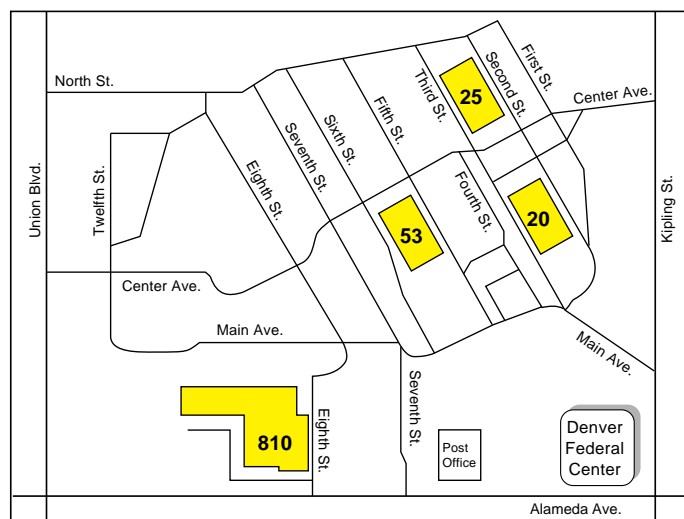 North St.
First St.
Second St.
Third St.
25
Center Ave.
Fifth St.
Sixth St.
Seventh St.
Eighth St.
Twelfth St.
Union Blvd.
Kipling St.
Fourth St.
20
53
Center Ave.
Main Ave.
Main Ave.
Seventh St.
Eighth St.
810
Post
Office
Denver
Federal
Center
Alameda Ave.